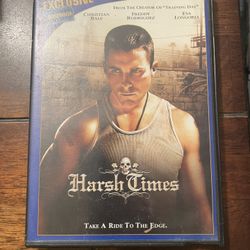 EXCLUSIVE
FROM THE CREATOR OF "TRAINING DAY"
CHRISTIAN BALE
FREDDY RODRIGUEZ
EVA LONGORIA
Harsh Times
TAKE A RIDE TO THE EDGE.